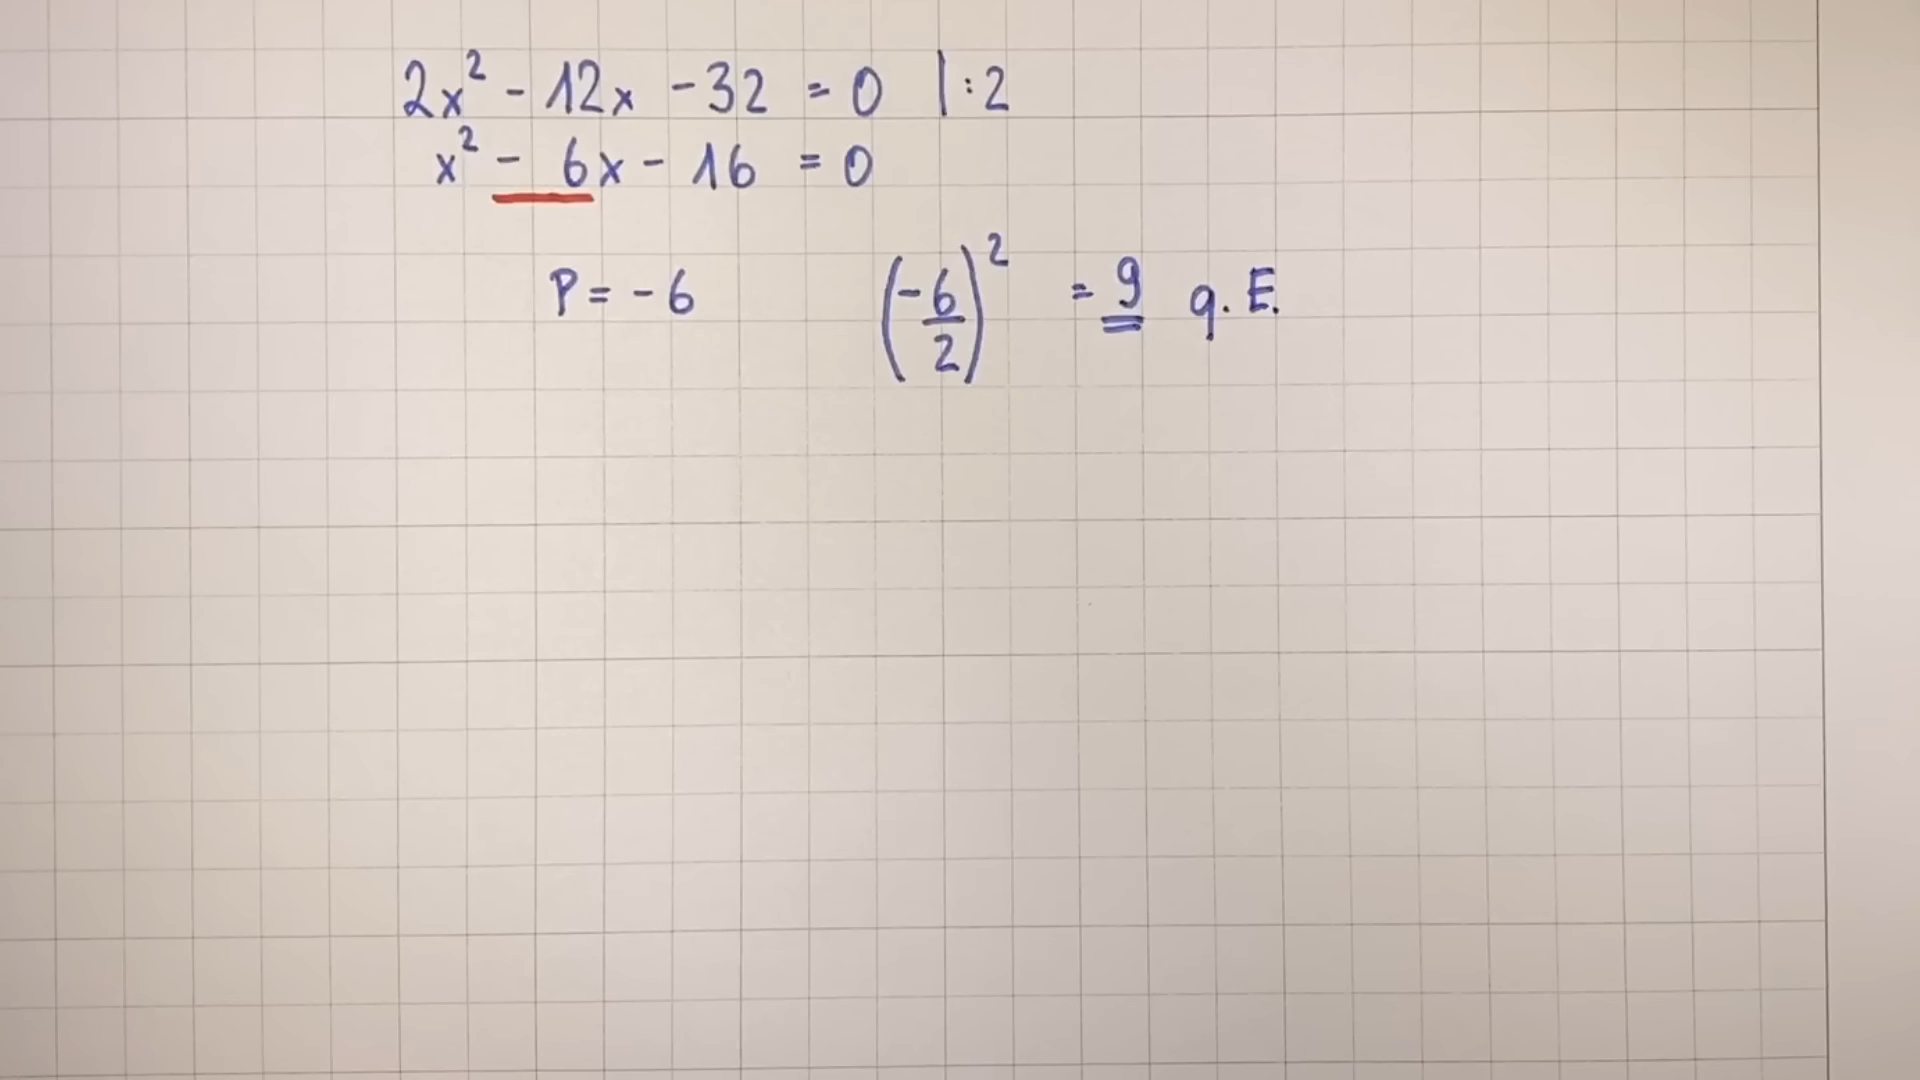 2x² - 12x - 32 = 0 | : 2
x² - 6x - 16 = 0
P = - 6 (-6/2)² = 9 q. E.